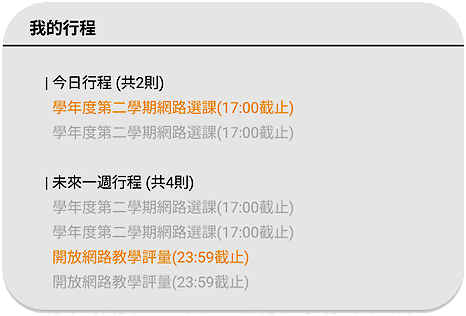 我的行程
| 今日行程 (共2則)
學年度第二學期網路選課(17:00截止)
學年度第二學期網路選課(17:00截止)
| 未來一週行程 (共4則)
學年度第二學期網路選課(17:00截止)
學年度第二學期網路選課(17:00截止)
開放網路教學評量(23:59截止)
開放網路教學評量(23:59截止)